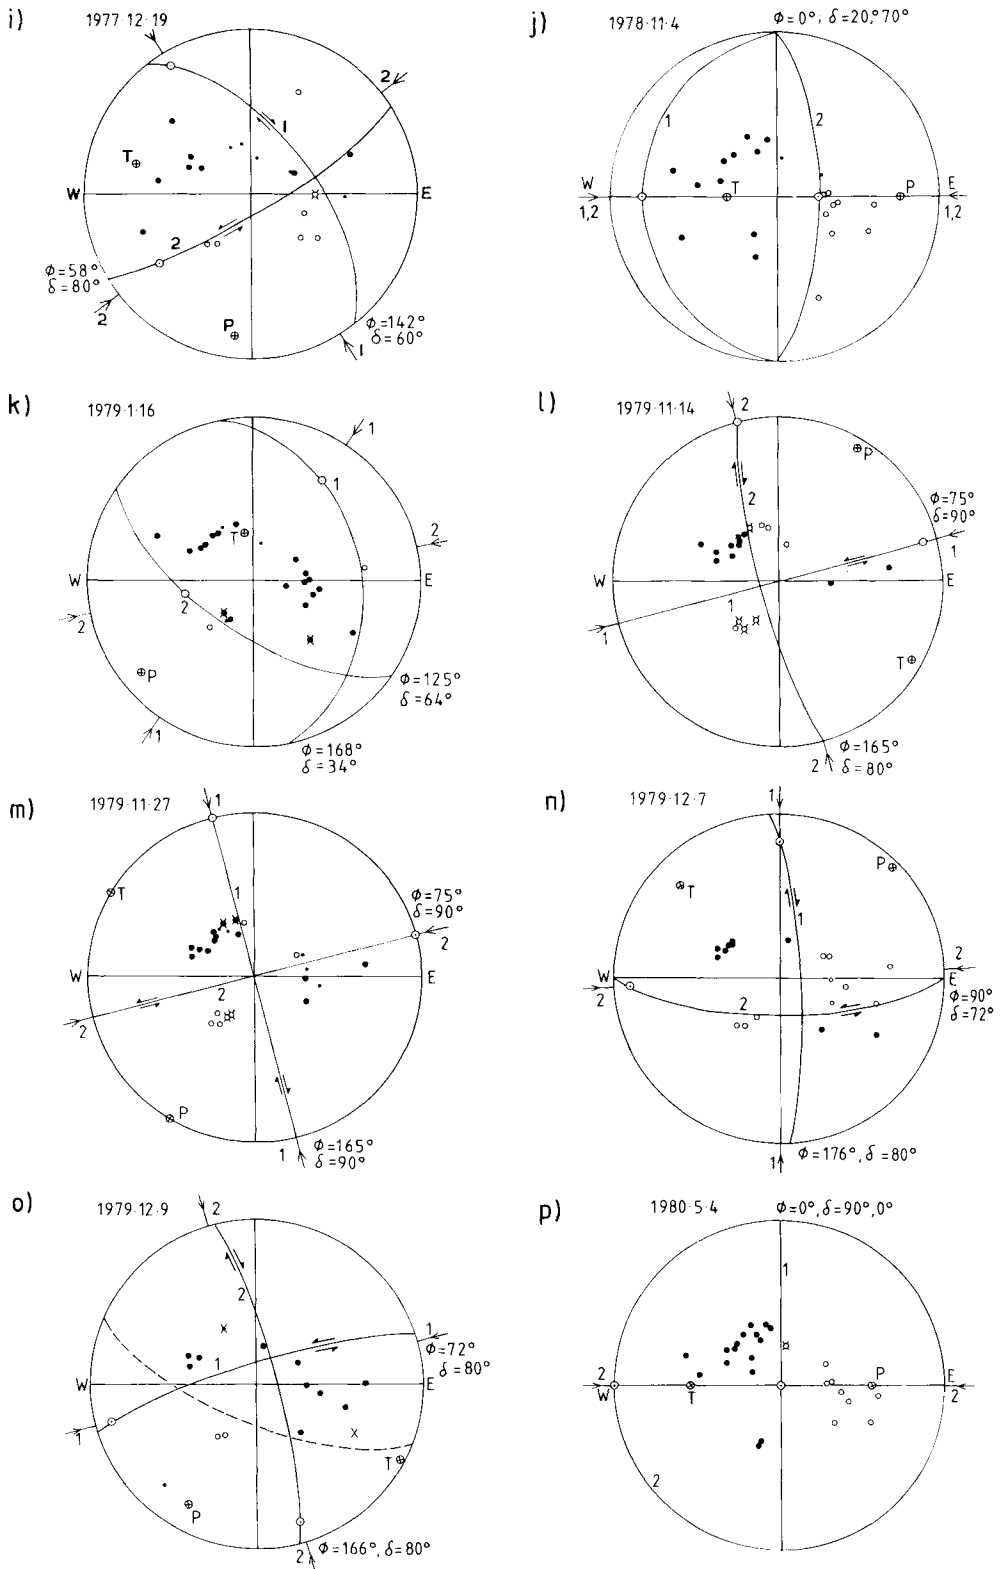 i)
1977·12·19
2
1
T
W
E
2
ϕ=58°
δ=80°
2
P
ϕ=142°
δ=60°
1
j)
1978·11·4
ϕ=0°, δ=20,°70°
1
2
W
T
P
E
1,2
1,2
k)
1979·1·16
1
1
T
2
W
E
2
2
P
ϕ=125°
δ=64°
1
ϕ=168°
δ=34°
l)
1979·11·14
2
P
2
ϕ=75°
δ=90°
1
W
E
1
1
T
ϕ=165°
2 δ=80°
m)
1979·11·27
1
T
1
ϕ=75°
δ=90°
2
W
E
2
2
P
1
ϕ=165°
δ=90°
n)
1979·12·7
1
P
T
1
2
W
E
2
2
ϕ=90°
δ=72°
ϕ=176°, δ=80°
1
o)
1979·12·9
2
2
1
1
ϕ=72°
δ=80°
W
E
1
T
P
2
ϕ=166°, δ=80°
p)
1980·5·4
ϕ=0°, δ=90°,0°
1
2
W
T
P
E
2
2